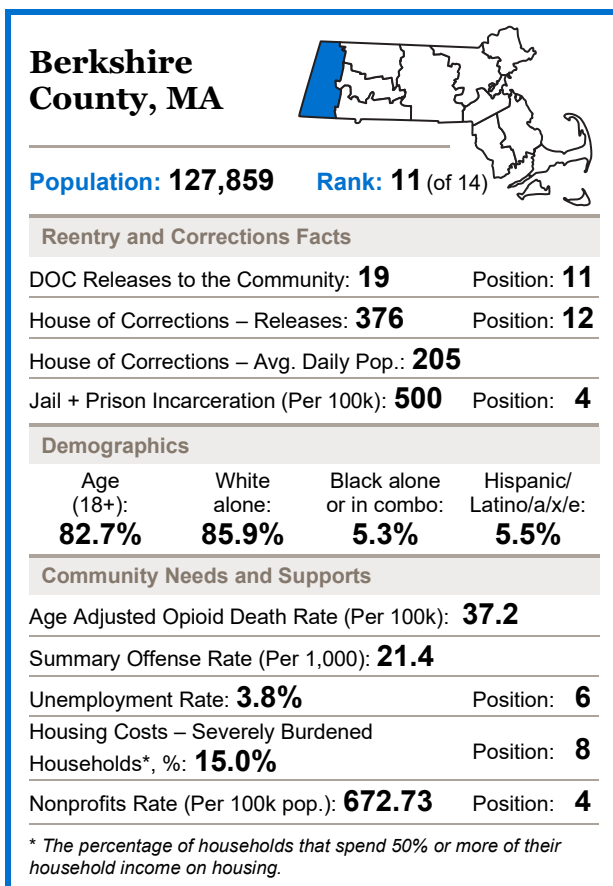 Berkshire
County, MA
Population: 127,859 Rank: 11 (of 14)
Reentry and Corrections Facts
DOC Releases to the Community: 19 Position: 11
House of Corrections – Releases: 376 Position: 12
House of Corrections – Avg. Daily Pop.: 205
Jail + Prison Incarceration (Per 100k): 500 Position: 4
Demographics
Age White Black alone Hispanic/
(18+): alone: or in combo: Latino/a/x/e:
82.7% 85.9% 5.3% 5.5%
Community Needs and Supports
Age Adjusted Opioid Death Rate (Per 100k): 37.2
Summary Offense Rate (Per 1,000): 21.4
Unemployment Rate: 3.8% Position: 6
Housing Costs – Severely Burdened
Households*, %: 15.0% Position: 8
Nonprofits Rate (Per 100k pop.): 672.73 Position: 4
* The percentage of households that spend 50% or more of their
household income on housing.